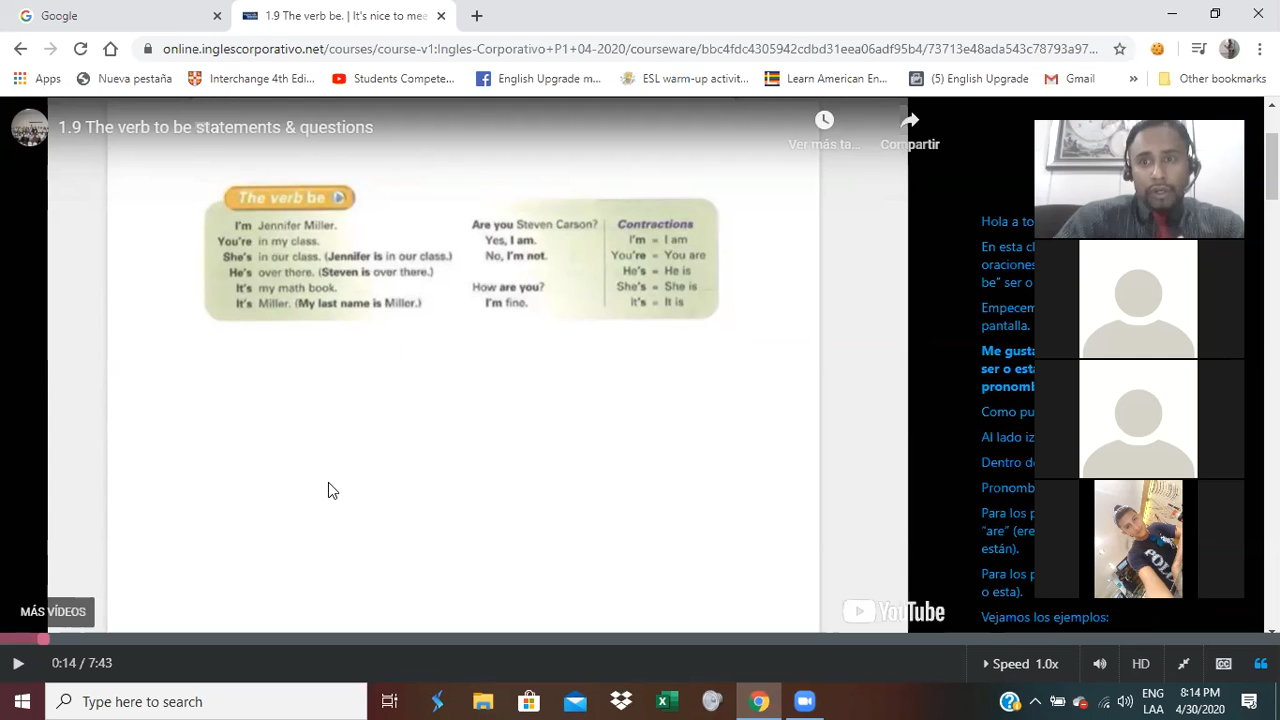 Google
1.9 The verb be. | It's nice to mee
online.inglescorporativo.net/courses/course-v1:Ingles-Corporativo+P1+04-2020/courseware/bbc4fdc4305942cdbd31eea06adf95b4/73713e48ada543c78793a97...
Apps
Nueva pestaña
Interchange 4th Edi...
Students Compete...
English Upgrade m...
ESL warm-up activit...
Learn American En...
(5) English Upgrade
Gmail
»
Other bookmarks
1.9 The verb to be statements & questions
Ver más ta...
Compartir
The verb be
I'm Jennifer Miller.
You're in my class.
She's in our class. (Jennifer is in our class.)
He's over there. (Steven is over there.)
It's my math book.
It's Miller. (My last name is Miller.)
Are you Steven Carson?
Yes, I am.
No, I'm not.
How are you?
I'm fine.
Contractions
I'm = I am
You're = You are
He's = He is
She's = She is
It's = It is
Hola a to
En esta cl
oraciones
be” ser o
Empecem
pantalla.
Me gusta
ser o está
pronomb
Como pu
Al lado iz
Dentro de
Pronomb
Para los p
“are” (ere
están).
Para los p
o esta).
Vejamos los ejemplos:
POLO
MÁS VÍDEOS
YouTube
0:14 / 7:43
Speed 1.0x
HD
Type here to search
ENG
LAA
8:14 PM
4/30/2020